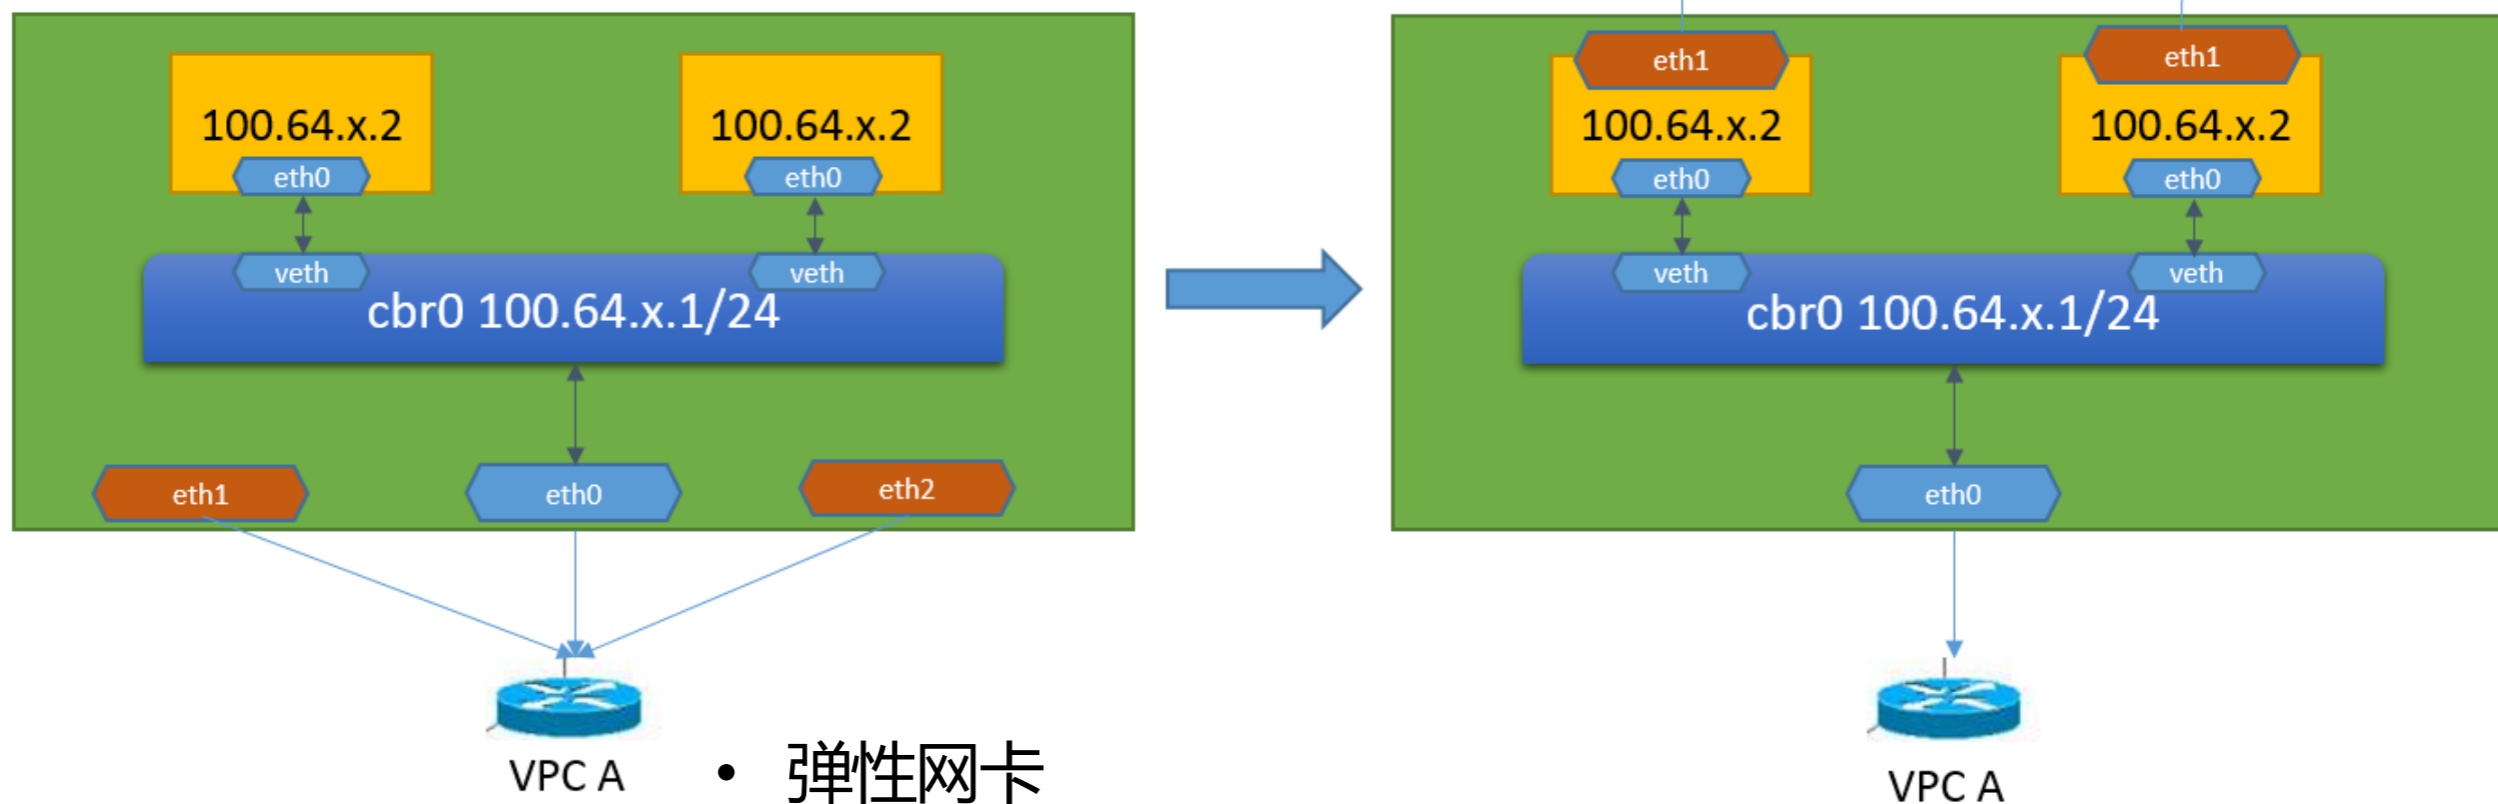 100.64.x.2
eth0
100.64.x.2
eth0
veth
veth
cbr0 100.64.x.1/24
eth1
eth0
eth2
VPC A
• 弹性网卡
eth1
100.64.x.2
eth0
eth1
100.64.x.2
eth0
veth
veth
cbr0 100.64.x.1/24
eth0
VPC A